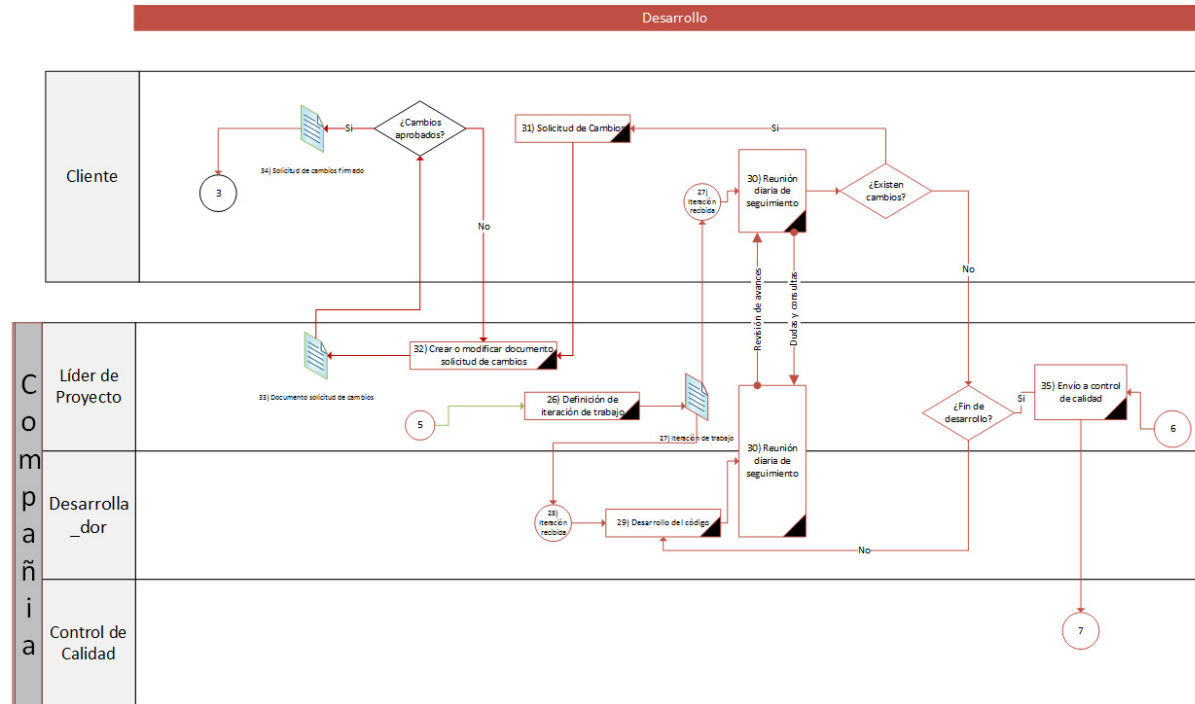 Desarrollo
Cliente
34) Solicitud de cambios firmado
Si
¿Cambios
aprobados?
3
No
31) Solicitud de Cambios
Si
27)
Iteración
recibida
30) Reunión
diaria de
seguimiento
¿Existen
cambios?
No
Revisión de avances
Dudas y consultas
Compañia
Líder de
Proyecto
33) Documento solicitud de cambios
32) Crear o modificar documento
solicitud de cambios
5
26) Definición de
iteración de trabajo
27) Iteración de trabajo
30) Reunión
diaria de
seguimiento
¿Fin de
desarrollo?
Si
35) Envio a control
de calidad
6
Desarrolla
_dor
28)
Iteración
recibida
29) Desarrollo del código
No
Control de
Calidad
7